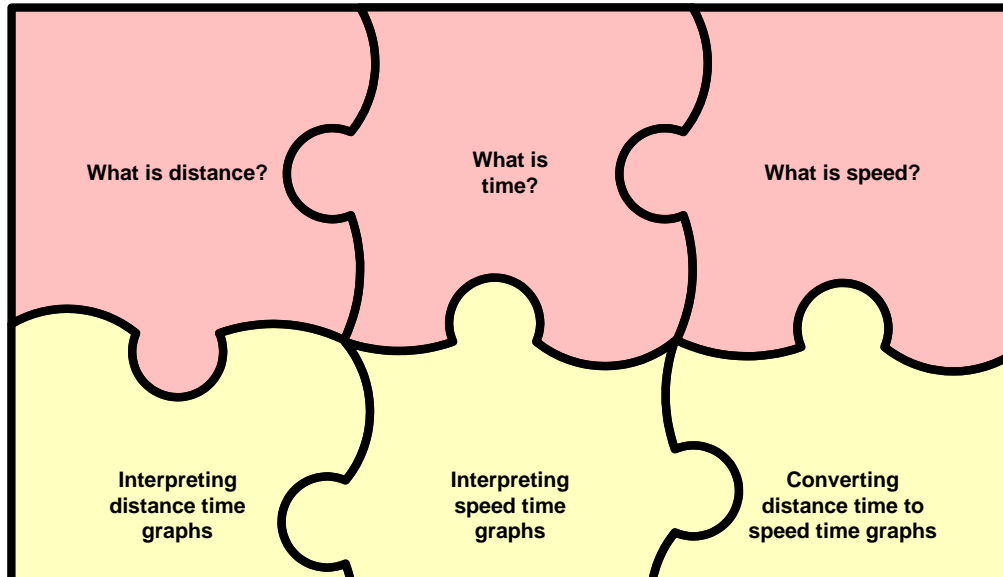 What is distance?
What is
time?
What is speed?
Interpreting
distance time
graphs
Interpreting
speed time
graphs
Converting
distance time to
speed time graphs